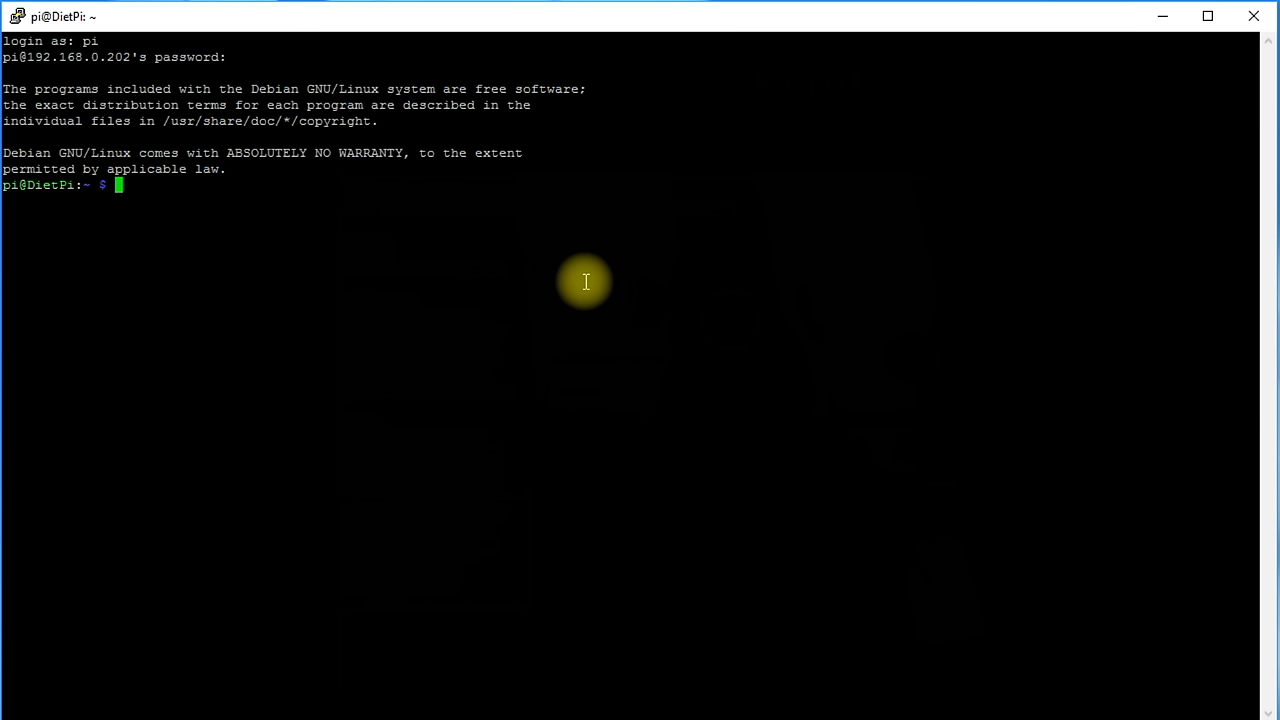 pi@DietPi: ~
login as: pi
pi@192.168.0.202's password:
The programs included with the Debian GNU/Linux system are free software;
the exact distribution terms for each program are described in the
individual files in /usr/share/doc/*/copyright.
Debian GNU/Linux comes with ABSOLUTELY NO WARRANTY, to the extent
permitted by applicable law.
pi@DietPi:~ $